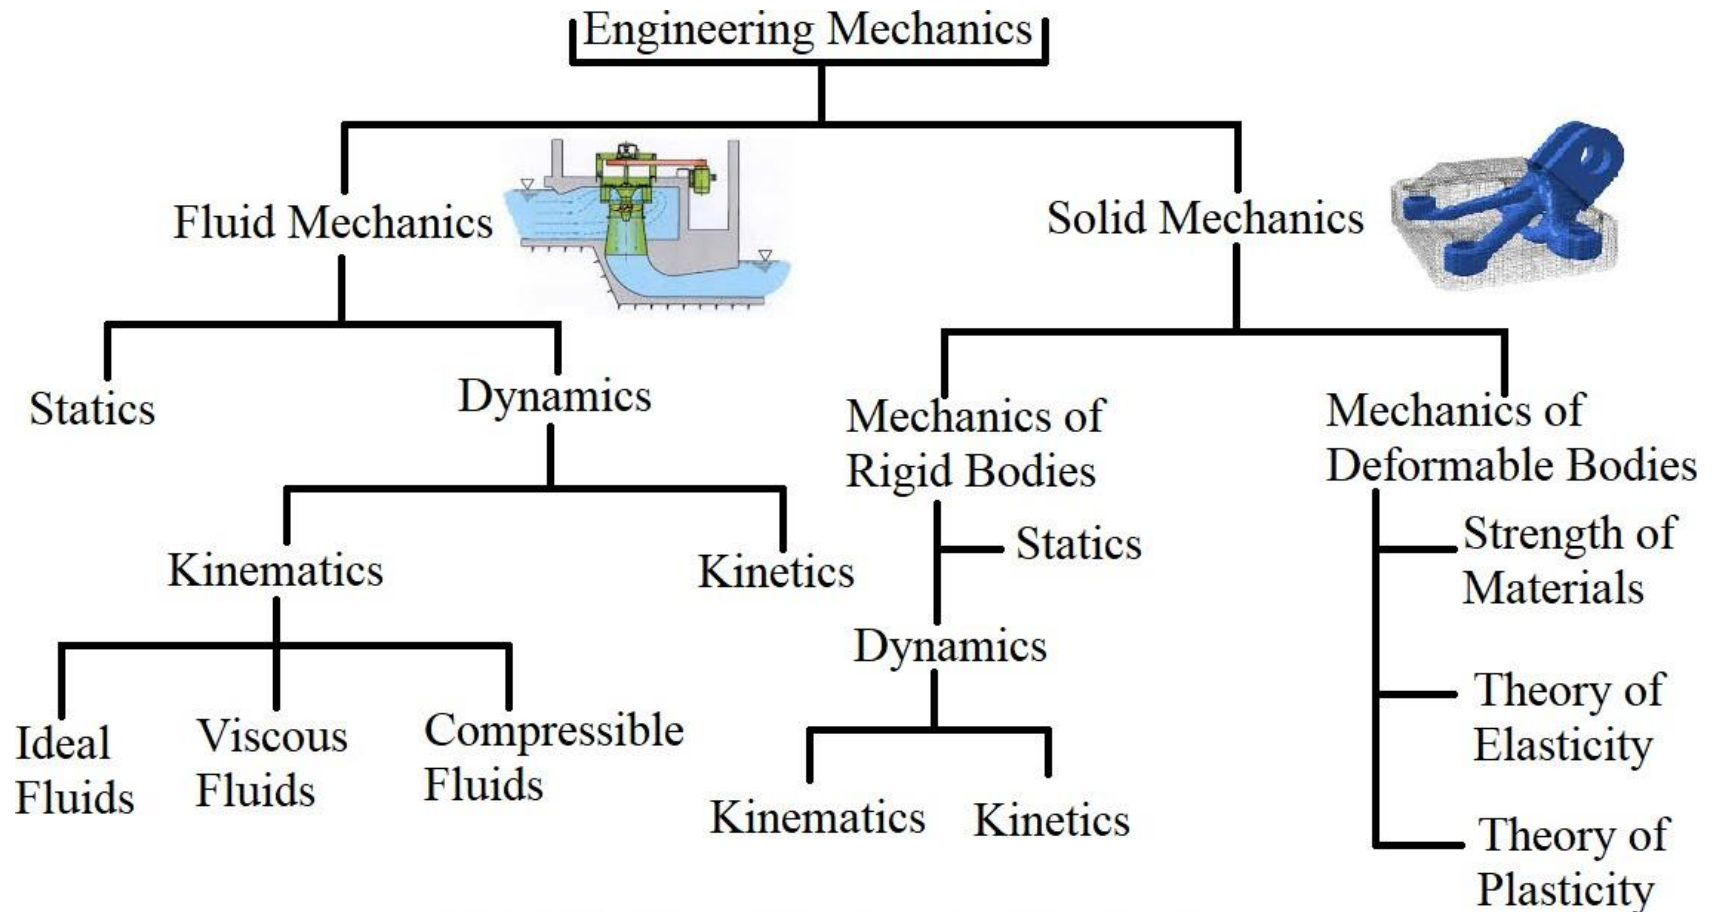 Engineering Mechanics
Fluid Mechanics
Solid Mechanics
Statics
Dynamics
Mechanics of
Rigid Bodies
Mechanics of
Deformable Bodies
Kinematics
Kinetics
Statics
Strength of
Materials
Dynamics
Theory of
Elasticity
Ideal
Fluids
Viscous
Fluids
Compressible
Fluids
Kinematics
Kinetics
Theory of
Plasticity